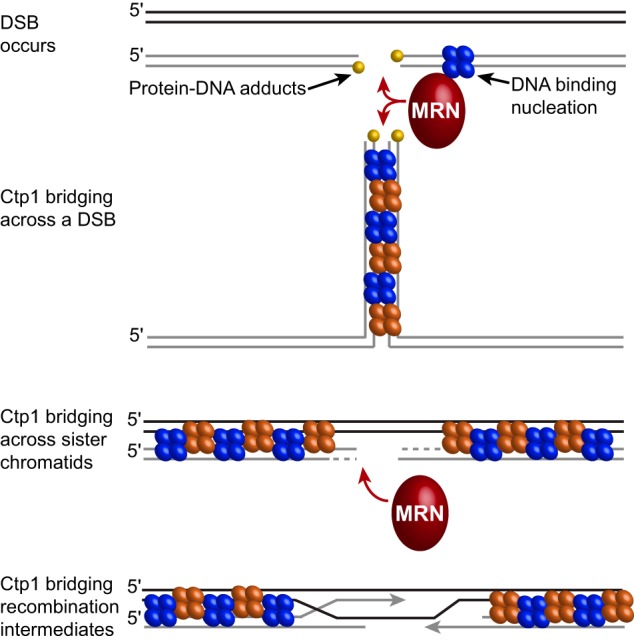 5'
DSB
occurs
5'
Protein-DNA adducts
DNA binding
nucleation
MRN
Ctp1 bridging
across a DSB
5'
Ctp1 bridging
across sister
chromatids
5'
5'
MRN
Ctp1 bridging
recombination
intermediates
5'
5'